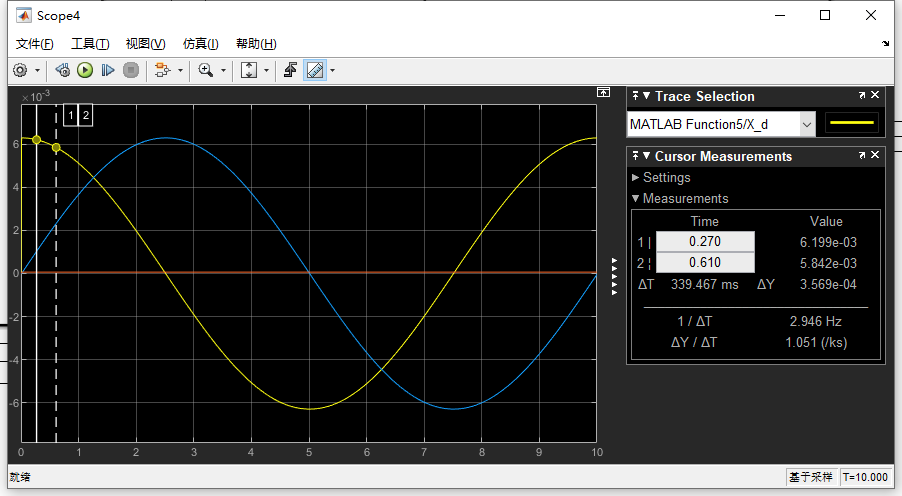 Scope4
文件(F) 工具(T) 视图(V) 仿真(I) 帮助(H)
×10⁻³
1 2
6
4
2
0
-2
-4
-6
0 1 2 3 4 5 6 7 8 9 10
Trace Selection
MATLAB Function5/X_d
Cursor Measurements
Settings
Measurements
Time Value
1 | 0.270 6.199e-03
2 ¦ 0.610 5.842e-03
ΔT 339.467 ms ΔY 3.569e-04
1 / ΔT 2.946 Hz
ΔY / ΔT 1.051 (/ks)
就绪 基于采样 T=10.000